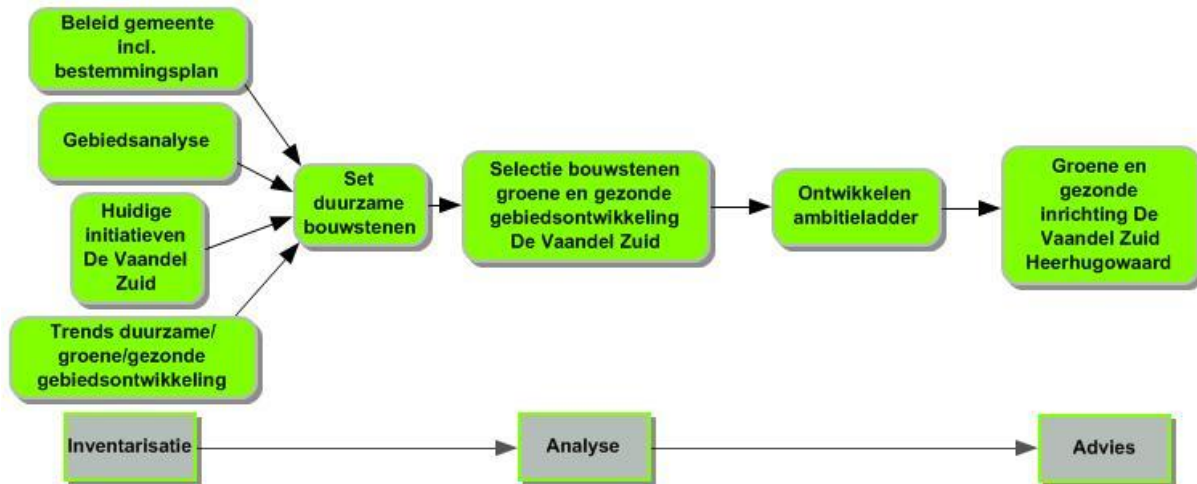 Beleid gemeente
incl.
bestemmingsplan
Gebiedsanalyse
Huidige
initiatieven
De Vaandel
Zuid
Trends duurzame/
groene/gezonde
gebiedsontwikkeling
Set
duurzame
bouwstenen
Selectie bouwstenen
groene en gezonde
gebiedsontwikkeling
De Vaandel Zuid
Ontwikkelen
ambitieladder
Groene en
gezonde
inrichting De
Vaandel Zuid
Heerhugowaard
Inventarisatie
Analyse
Advies